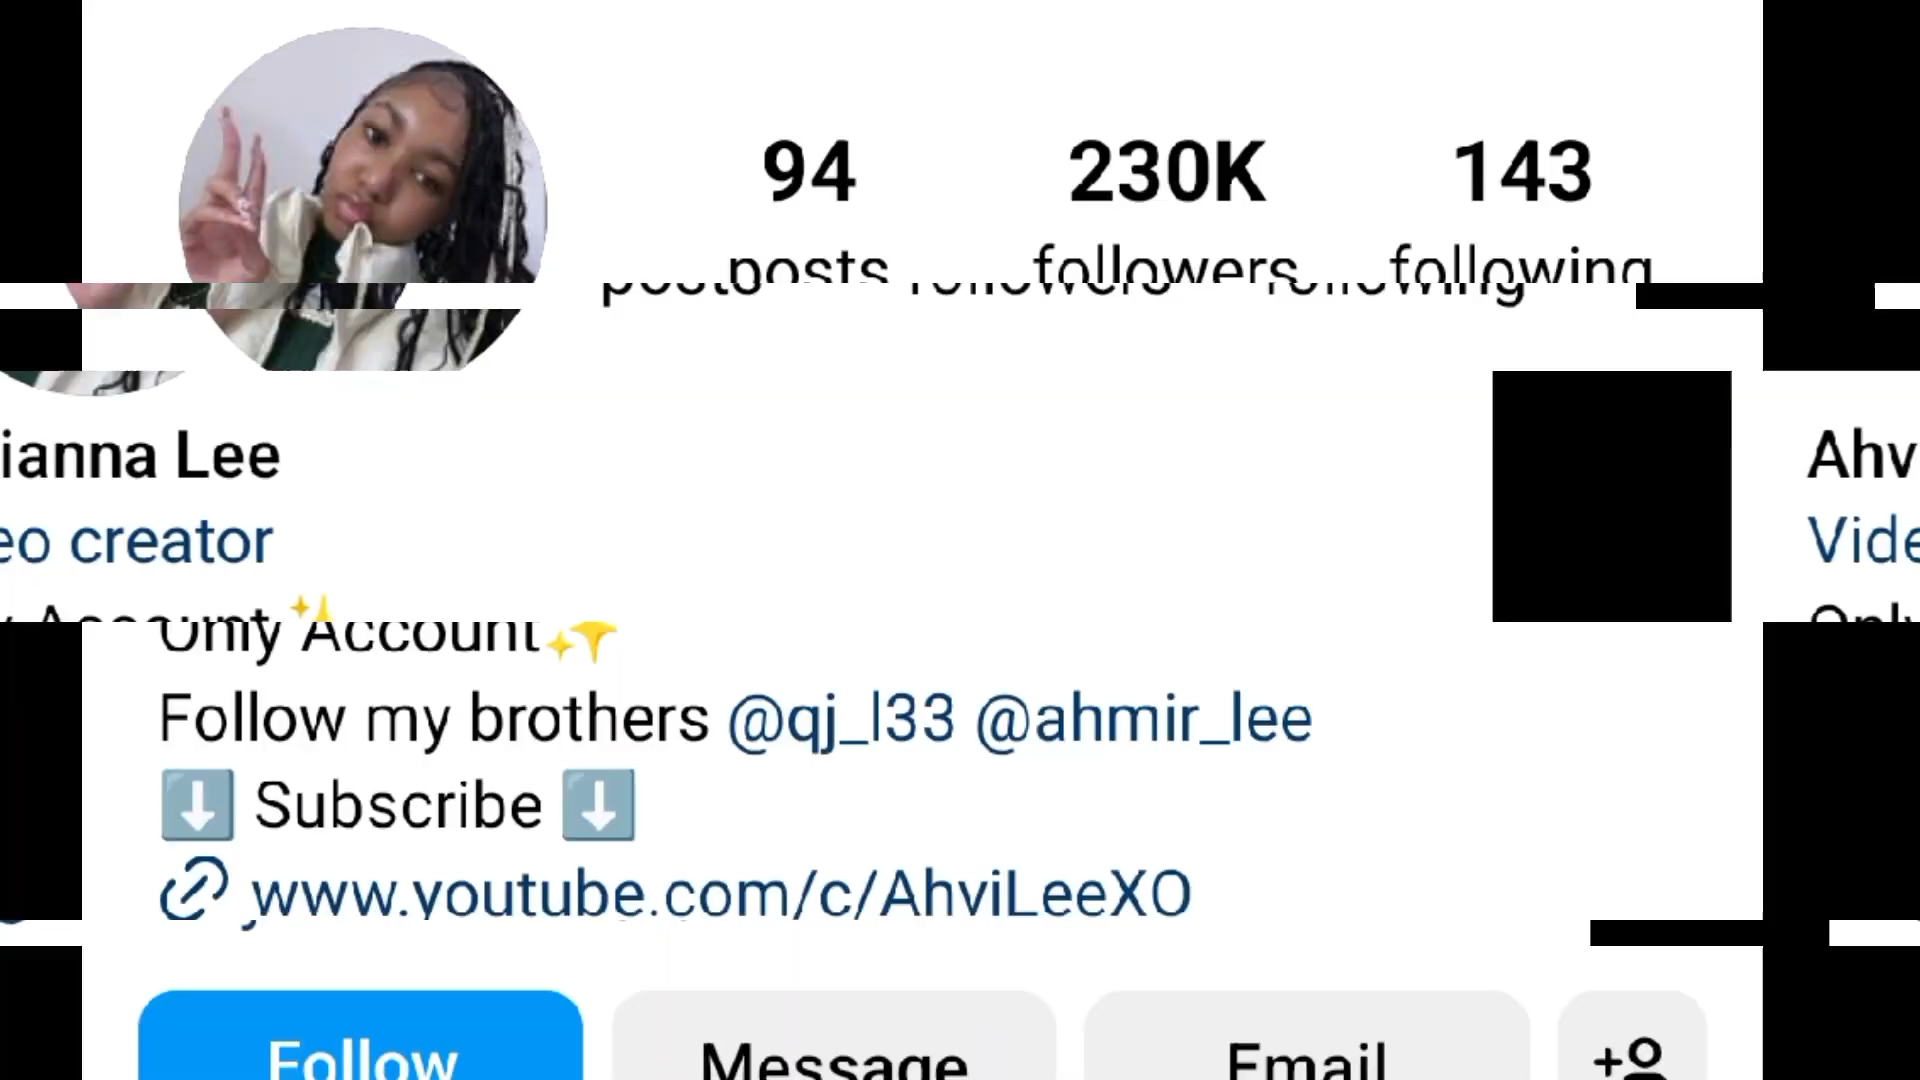 94 230K 143
posts followers following
ianna Lee Ahv
eo creator Vide
Only Account✨
Follow my brothers @qj_l33 @ahmir_lee
⬇️ Subscribe ⬇️
www.youtube.com/c/AhviLeeXO
Follow Message Email